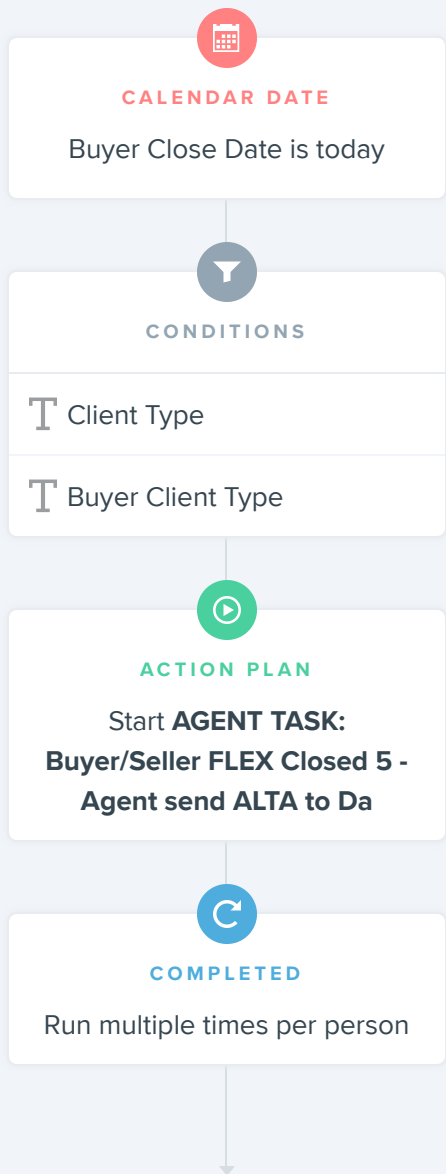 CALENDAR DATE
Buyer Close Date is today
CONDITIONS
Client Type
Buyer Client Type
ACTION PLAN
Start AGENT TASK:
Buyer/Seller FLEX Closed 5 -
Agent send ALTA to Da
COMPLETED
Run multiple times per person